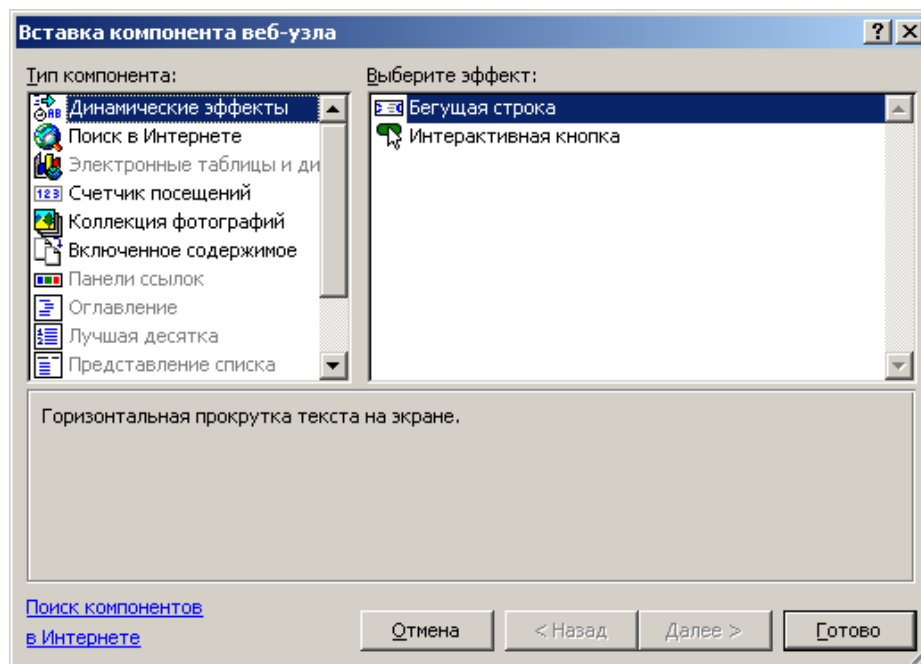 Вставка компонента веб-узла
Тип компонента:
Динамические эффекты
Поиск в Интернете
Электронные таблицы и ди
Счетчик посещений
Коллекция фотографий
Включенное содержимое
Панели ссылок
Оглавление
Лучшая десятка
Представление списка
Выберите эффект:
Бегущая строка
Интерактивная кнопка
Горизонтальная прокрутка текста на экране.
Поиск компонентов
в Интернете
Отмена
< Назад
Далее >
Готово